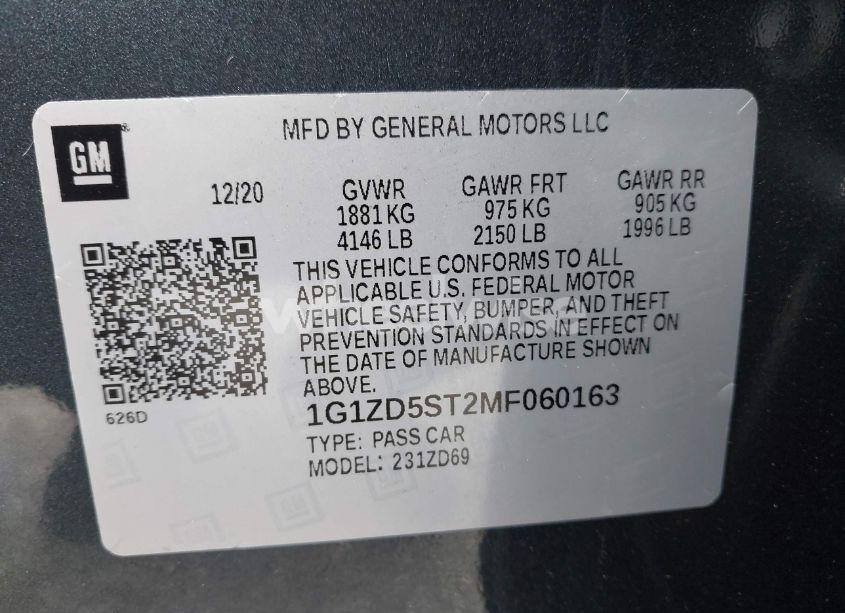 MFD BY GENERAL MOTORS LLC
GM
12/20 GVWR GAWR FRT GAWR RR
1881 KG 975 KG 905 KG
4146 LB 2150 LB 1996 LB
THIS VEHICLE CONFORMS TO ALL
APPLICABLE U.S. FEDERAL MOTOR
VEHICLE SAFETY, BUMPER, AND THEFT
PREVENTION STANDARDS IN EFFECT ON
THE DATE OF MANUFACTURE SHOWN
ABOVE.
626D
1G1ZD5ST2MF060163
TYPE: PASS CAR
MODEL: 231ZD69